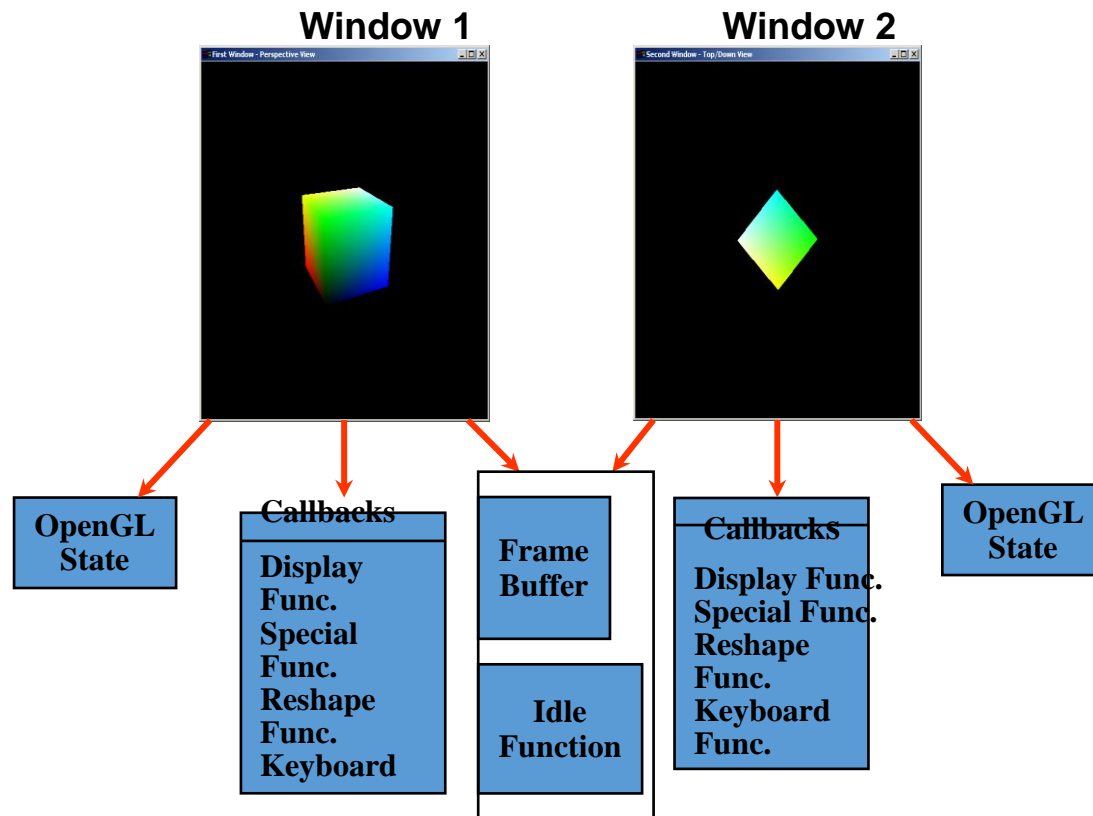 Window 1
Window 2
First Window - Perspective View
Second Window - Top/Down View
OpenGL
State
Callbacks
Display
Func.
Special
Func.
Reshape
Func.
Keyboard
Frame
Buffer
Idle
Function
Callbacks
Display Func.
Special Func.
Reshape
Func.
Keyboard
Func.
OpenGL
State